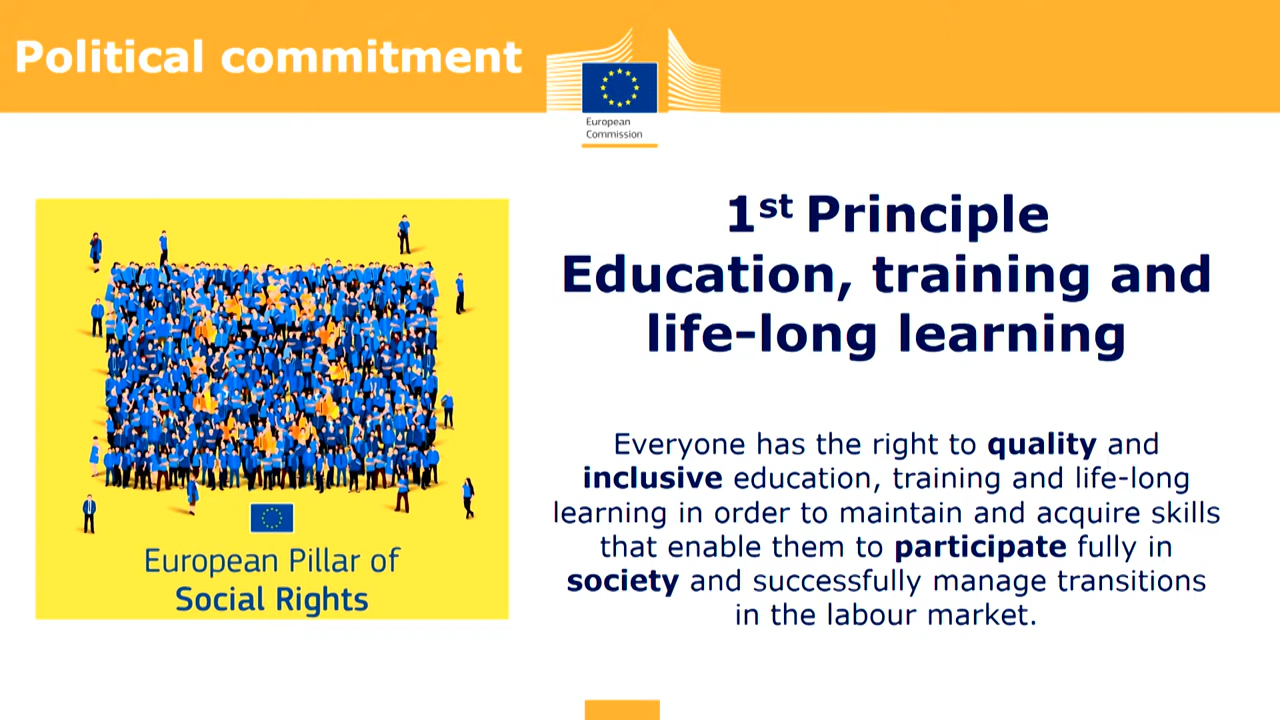 Political commitment
European
Commission
1st Principle
Education, training and
life-long learning
Everyone has the right to quality and
inclusive education, training and life-long
learning in order to maintain and acquire skills
that enable them to participate fully in
society and successfully manage transitions
in the labour market.
European Pillar of
Social Rights